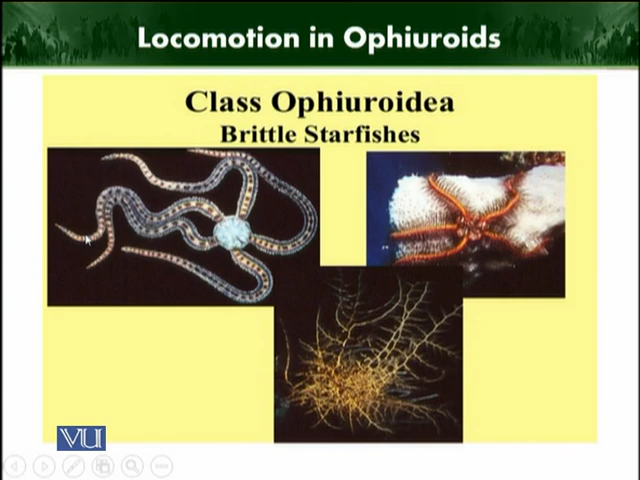 Locomotion in Ophiuroids
Class Ophiuroidea
Brittle Starfishes
VU